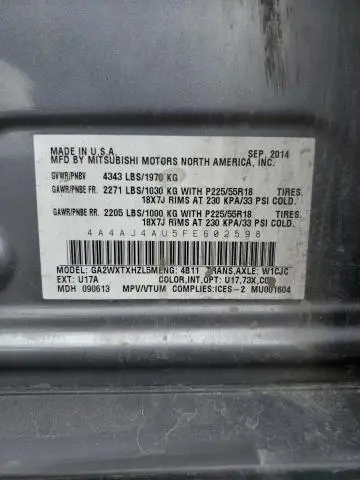 MADE IN U.S.A. SEP, 2014
MFD BY MITSUBISHI MOTORS NORTH AMERICA, INC.
GVWR/PNBV 4343 LBS/1970 KG
GAWR/PNBE FR. 2271 LBS/1030 KG WITH P225/55R18 TIRES.
18X7J RIMS AT 230 KPA/33 PSI COLD.
GAWR/PNBE RR. 2205 LBS/1000 KG WITH P225/55R18 TIRES.
18X7J RIMS AT 230 KPA/33 PSI COLD.
4A4AJ4AU5FE602598
MODEL: GA2WXTXHZL5M ENG: 4B11 TRANS,AXLE: W1CJC
EXT: U17A COLOR,INT,OPT: U17,73X,C0
MDH 090613 MPV/VTUM COMPLIES:ICES-2 MU001604